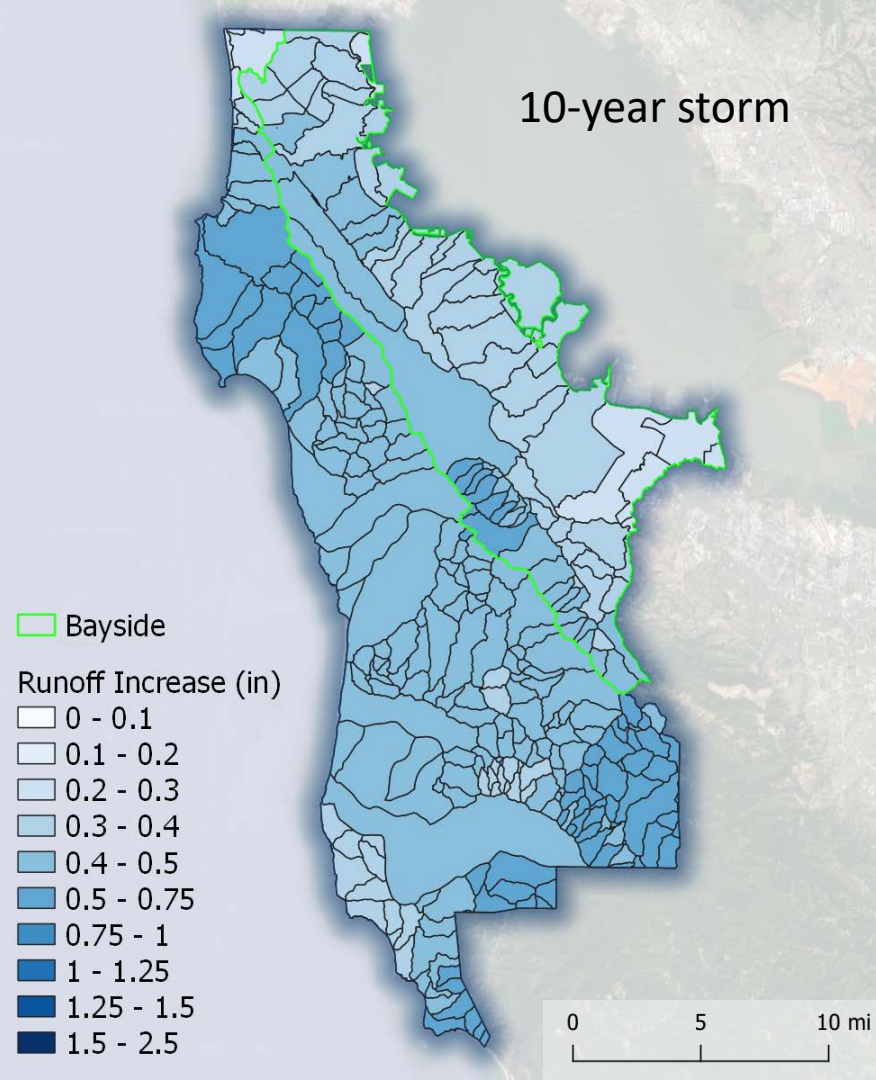 10-year storm
Bayside
Runoff Increase (in)
0 - 0.1
0.1 - 0.2
0.2 - 0.3
0.3 - 0.4
0.4 - 0.5
0.5 - 0.75
0.75 - 1
1 - 1.25
1.25 - 1.5
1.5 - 2.5
0 5 10 mi